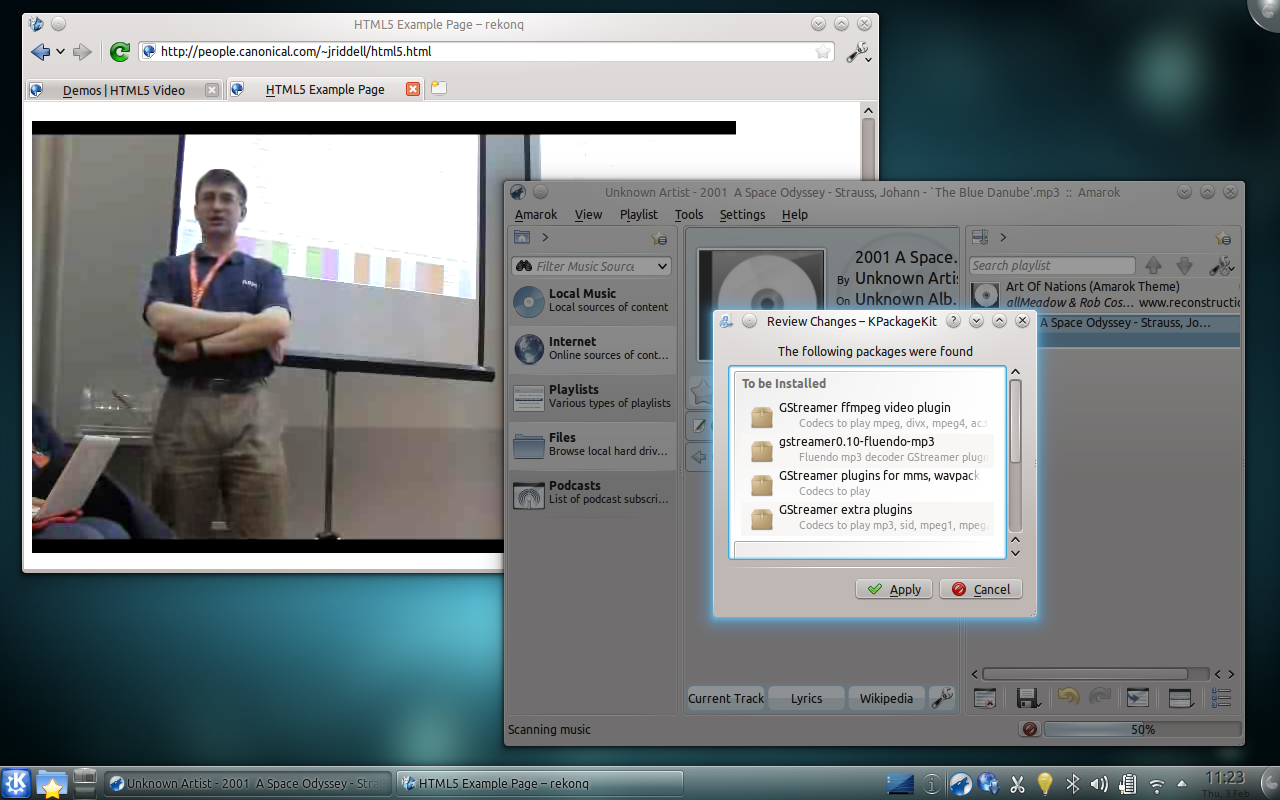 HTML5 Example Page – rekonq
http://people.canonical.com/~jriddell/html5.html
Demos | HTML5 Video
HTML5 Example Page
Unknown Artist - 2001 A Space Odyssey - Strauss, Johann - `The Blue Danube'.mp3 :: Amarok
Amarok View Playlist Tools Settings Help
Filter Music Source
Local Music
Local sources of content
Internet
Online sources of cont...
Playlists
Various types of playlists
Files
Browse local hard driv...
Podcasts
List of podcast subscri...
2001 A Space...
By Unknown Artis
On Unknown Alb.
Current Track
Lyrics
Wikipedia
Search playlist
Art Of Nations (Amarok Theme)
allMeadow & Rob Cos... www.reconstructic
A Space Odyssey - Strauss, Jo...
Review Changes – KPackageKit
?
The following packages were found
To be Installed
GStreamer ffmpeg video plugin
Codecs to play mpeg, divx, mpeg4, ac3
gstreamer0.10-fluendo-mp3
Fluendo mp3 decoder GStreamer plugi
GStreamer plugins for mms, wavpack
Codecs to play
GStreamer extra plugins
Codecs to play mp3, sid, mpeg1, mpeg
Apply
Cancel
Scanning music
50%
Unknown Artist - 2001 A Space Odyssey - Stra
HTML5 Example Page – rekonq
11:23
Thu, 3 Feb